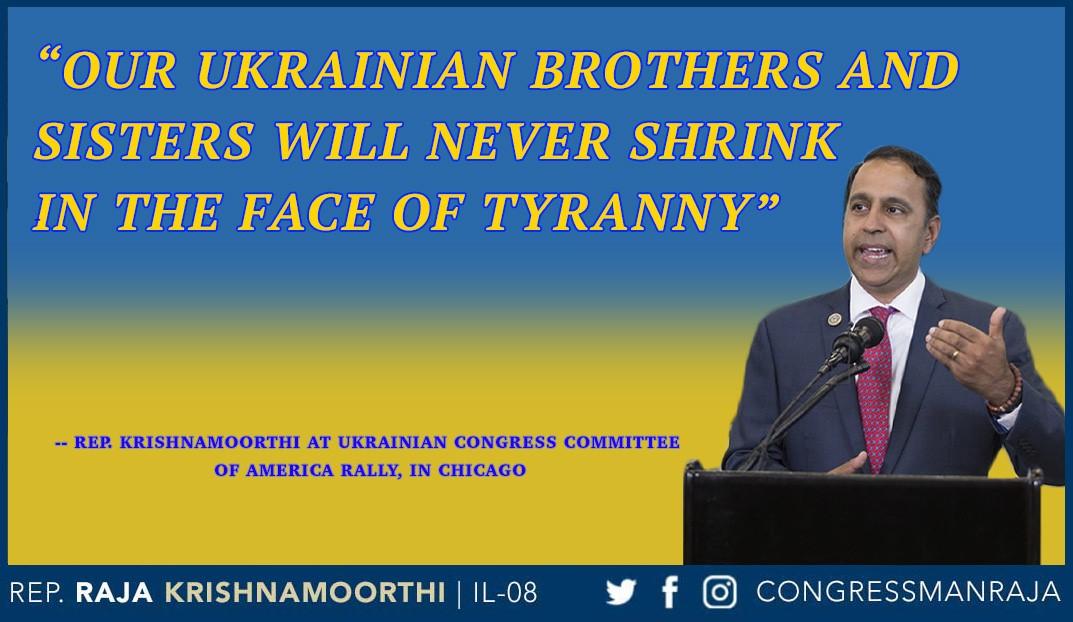 “OUR UKRAINIAN BROTHERS AND
SISTERS WILL NEVER SHRINK
IN THE FACE OF TYRANNY”
-- REP. KRISHNAMOORTHI AT UKRAINIAN CONGRESS COMMITTEE
OF AMERICA RALLY, IN CHICAGO
REP. RAJA KRISHNAMOORTHI | IL-08
CONGRESSMANRAJA